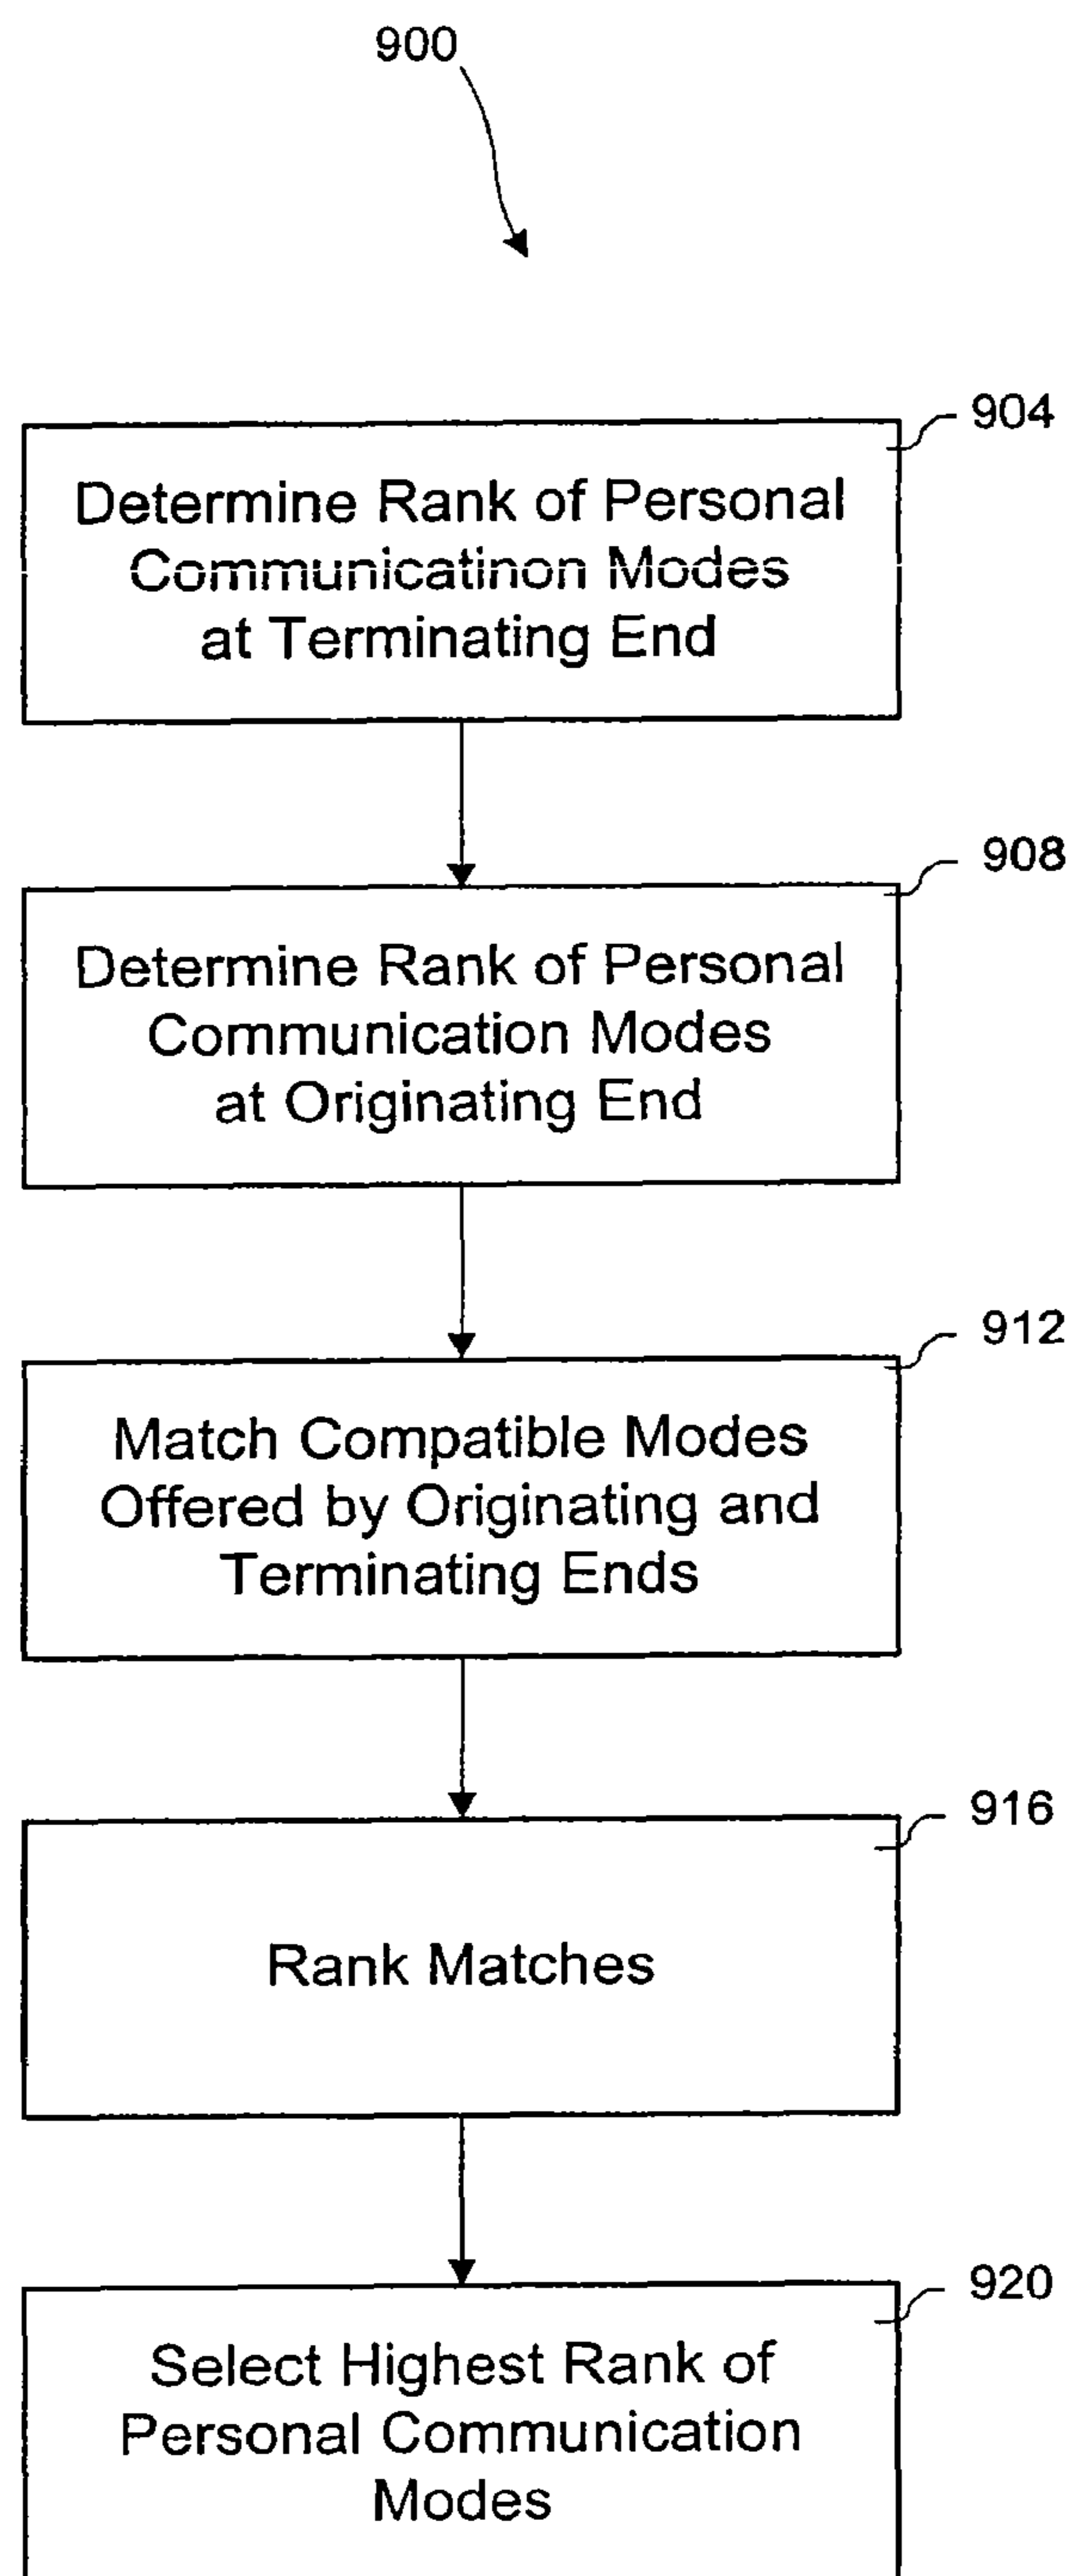 900
904
Determine Rank of Personal
Communicatinon Modes
at Terminating End
908
Determine Rank of Personal
Communication Modes
at Originating End
912
Match Compatible Modes
Offered by Originating and
Terminating Ends
916
Rank Matches
920
Select Highest Rank of
Personal Communication
Modes